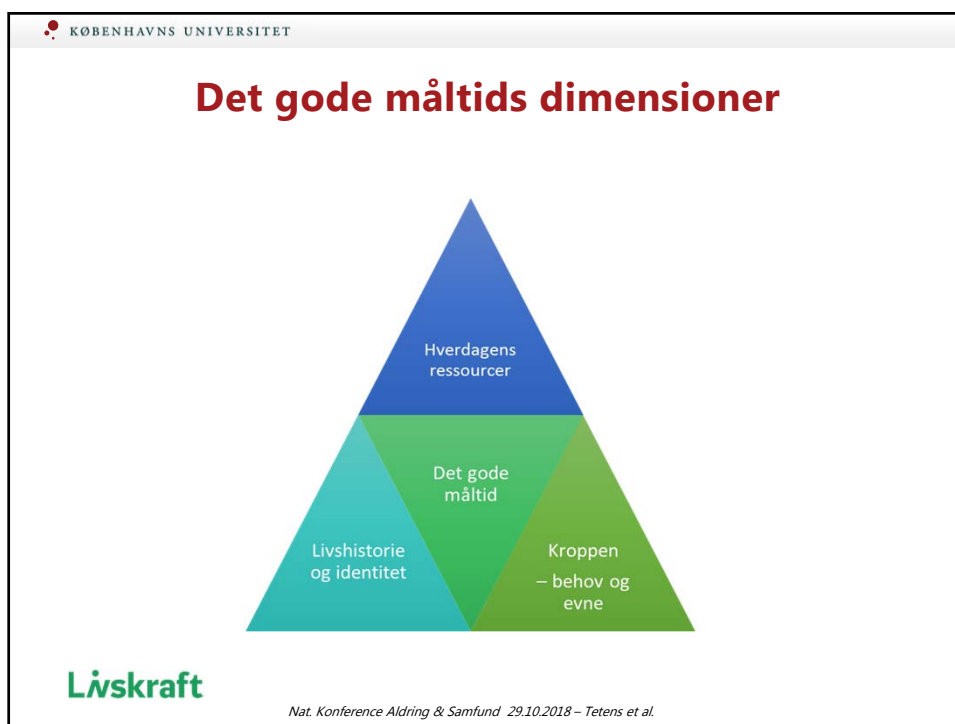 KØBENHAVNS UNIVERSITET
Det gode måltids dimensioner
Hverdagens
ressourcer
Det gode
måltid
Livshistorie
og identitet
Kroppen
– behov og
evne
Livskraft
Nat. Konference Aldring & Samfund 29.10.2018 – Tetens et al.